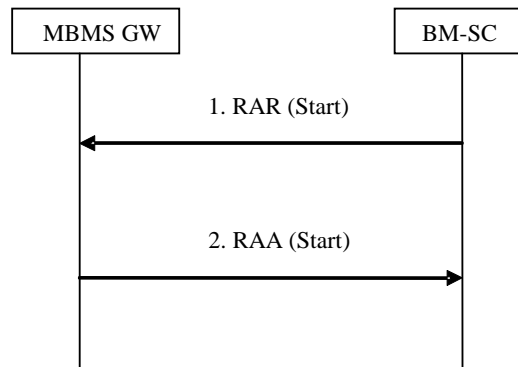 MBMS GW
BM-SC
1. RAR (Start)
2. RAA (Start)